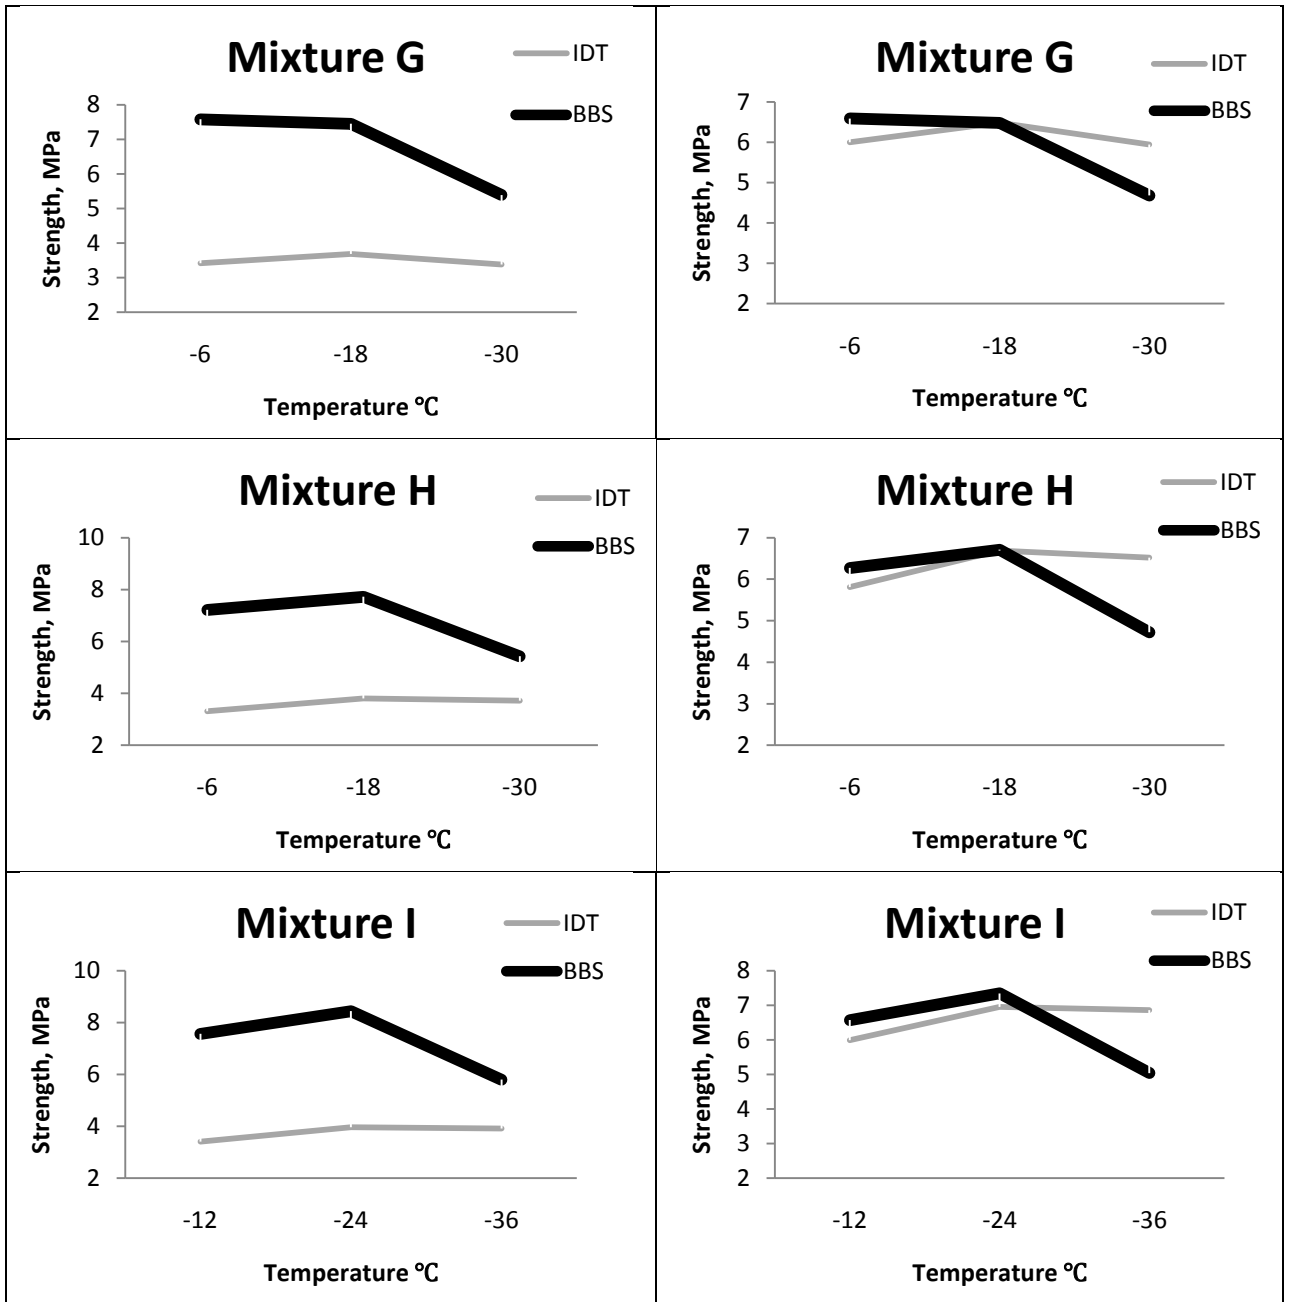 Mixture G
IDT
BBS
8
7
6
5
4
3
2
Strength, MPa
-6 -18 -30
Temperature ℃
Mixture G
IDT
BBS
7
6
5
4
3
2
Strength, MPa
-6 -18 -30
Temperature ℃
Mixture H
IDT
BBS
10
8
6
4
2
Strength, MPa
-6 -18 -30
Temperature ℃
Mixture H
IDT
BBS
7
6
5
4
3
2
Strength, MPa
-6 -18 -30
Temperature ℃
Mixture I
IDT
BBS
10
8
6
4
2
Strength, MPa
-12 -24 -36
Temperature ℃
Mixture I
IDT
BBS
8
7
6
5
4
3
2
Strength, MPa
-12 -24 -36
Temperature ℃